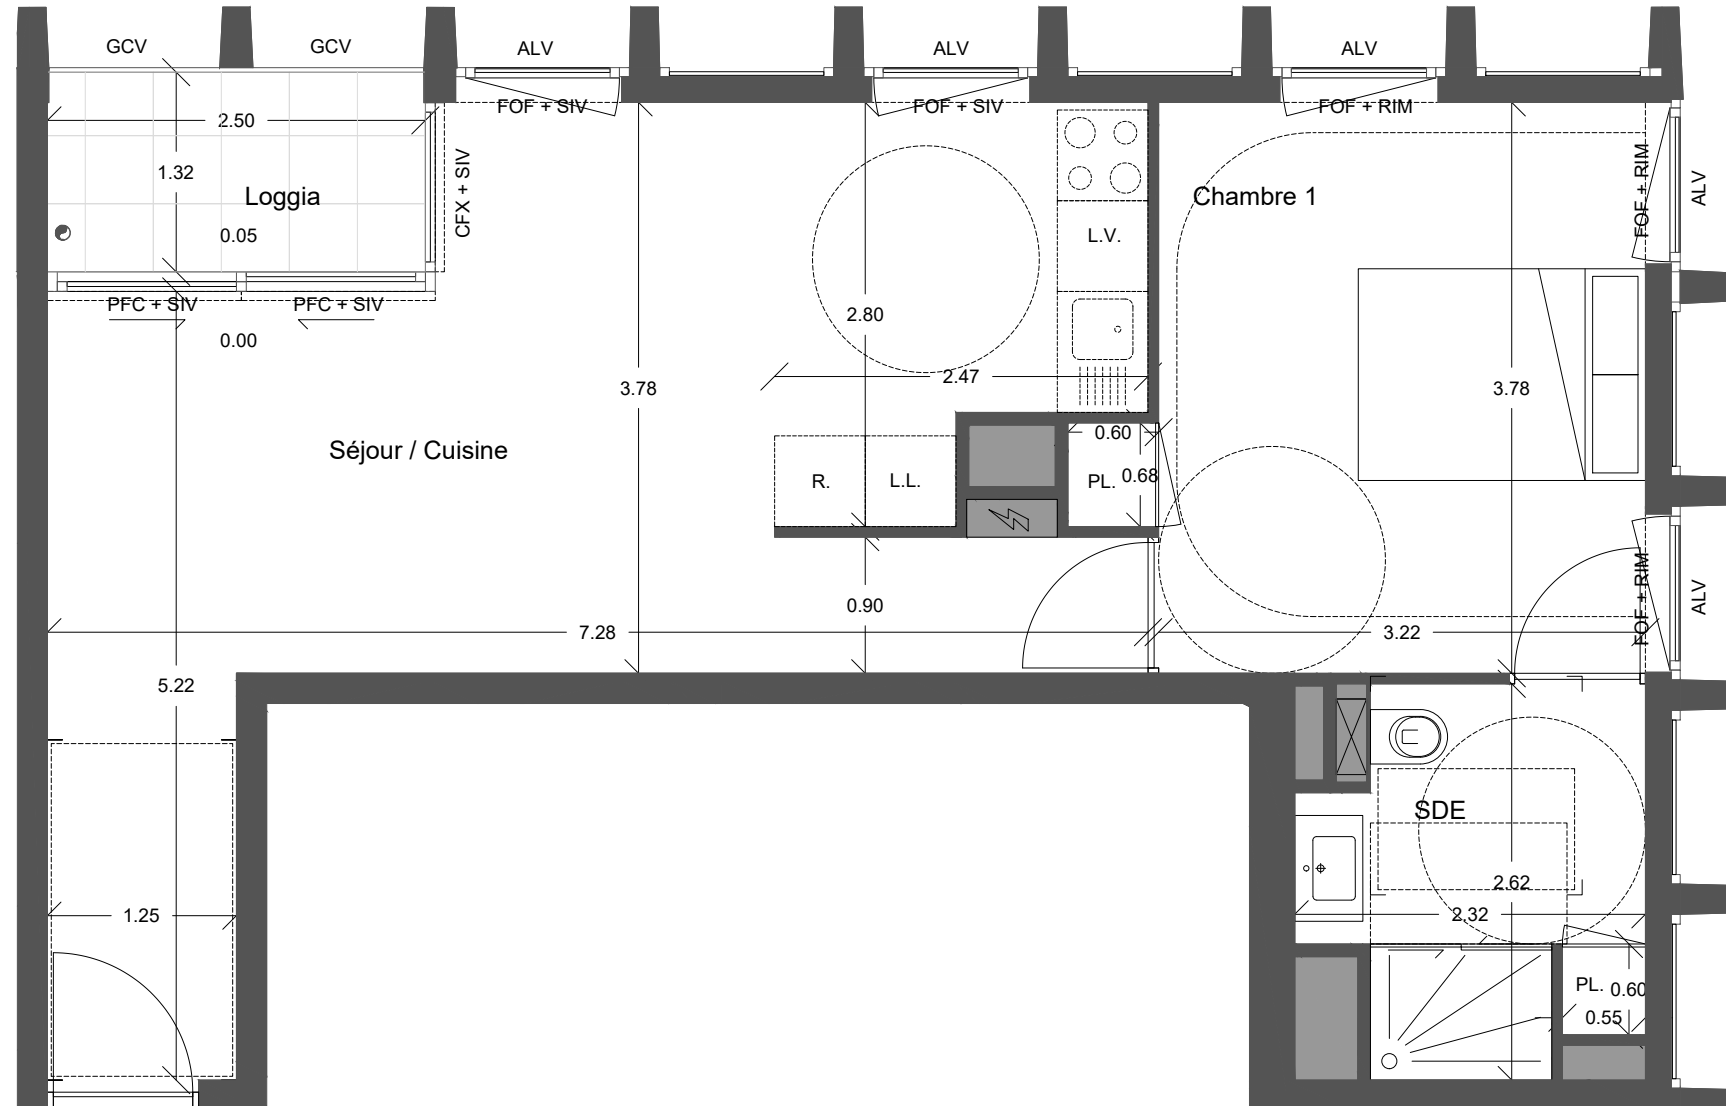 GCV
GCV
ALV
ALV
ALV
FOF + SIV
FOF + SIV
FOF + RIM
2.50
1.32
Loggia
0.05
CFX + SIV
PFC + SIV
PFC + SIV
0.00
Chambre 1
FOF + RIM
ALV
L.V.
2.80
2.47
3.78
3.78
Séjour / Cuisine
0.60
R.
L.L.
PL.
0.68
0.90
FOF + RIM
ALV
7.28
3.22
5.22
SDE
2.62
1.25
2.32
PL.
0.60
0.55